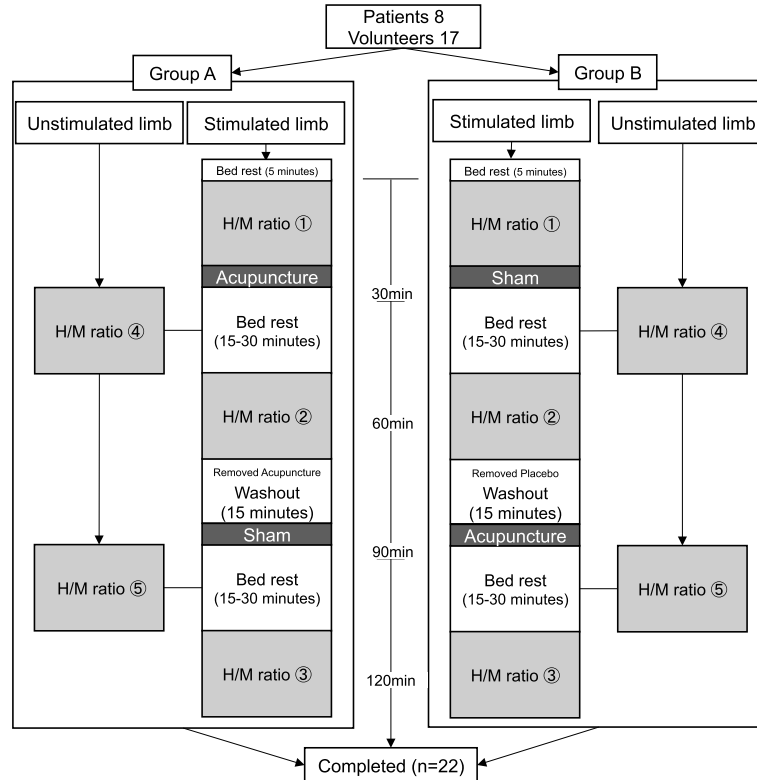 Patients 8
Volunteers 17
Group A
Unstimulated limb
Stimulated limb
Bed rest (5 minutes)
H/M ratio ①
Acupuncture
H/M ratio ④
Bed rest
(15-30 minutes)
H/M ratio ②
Removed Acupuncture
Washout
(15 minutes)
Sham
H/M ratio ⑤
Bed rest
(15-30 minutes)
H/M ratio ③
30min
60min
90min
120min
Group B
Stimulated limb
Unstimulated limb
Bed rest (5 minutes)
H/M ratio ①
Sham
Bed rest
(15-30 minutes)
H/M ratio ④
H/M ratio ②
Removed Placebo
Washout
(15 minutes)
Acupuncture
Bed rest
(15-30 minutes)
H/M ratio ⑤
H/M ratio ③
Completed (n=22)